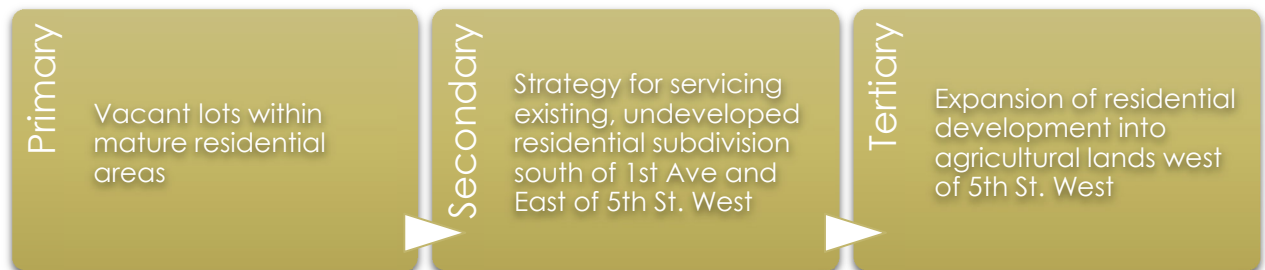 Primary
Vacant lots within
mature residential
areas
Secondary
Strategy for servicing
existing, undeveloped
residential subdivision
south of 1st Ave and
East of 5th St. West
Tertiary
Expansion of residential
development into
agricultural lands west
of 5th St. West